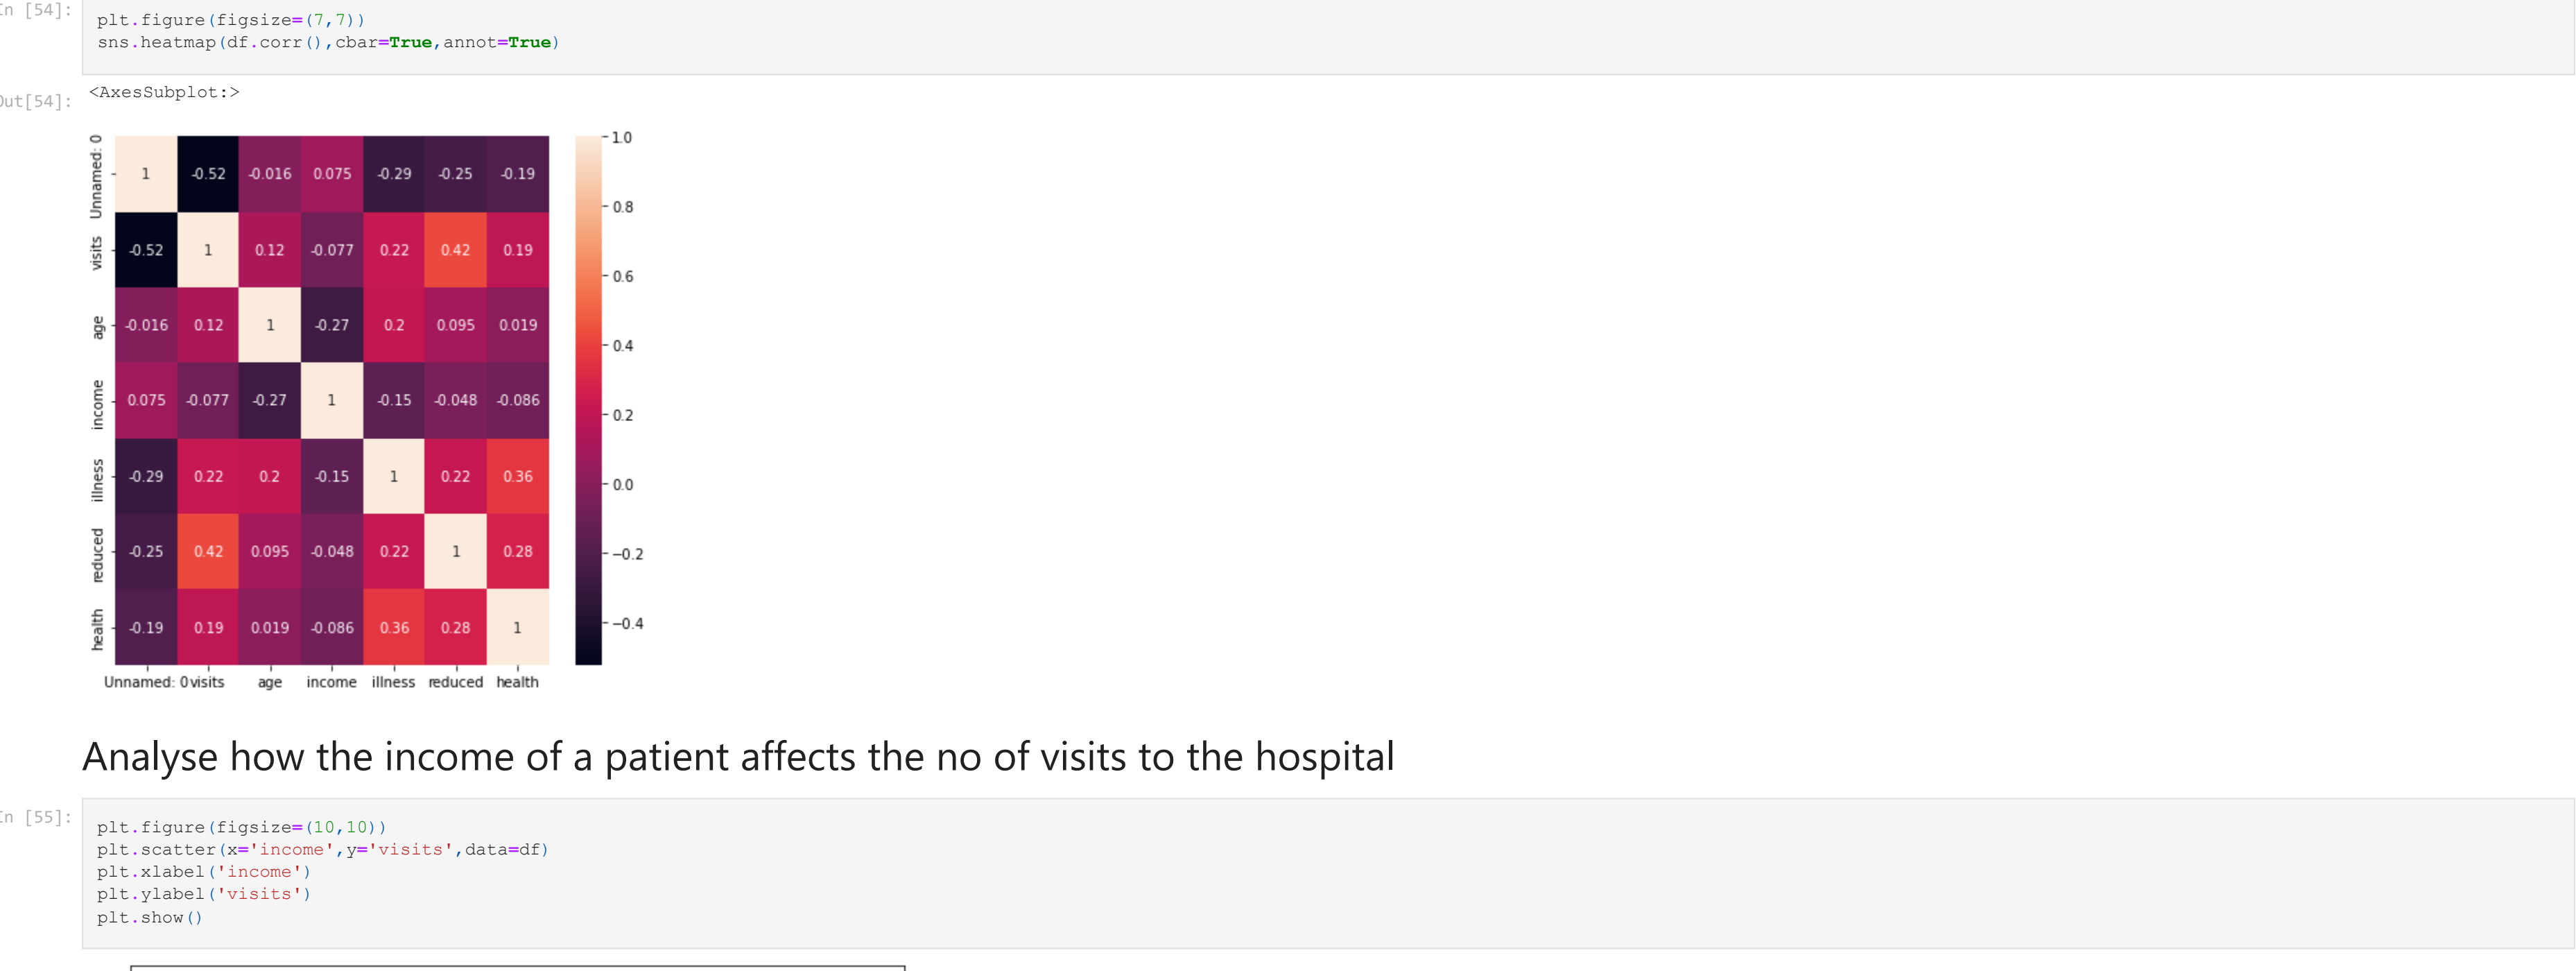 In [54]:
plt.figure(figsize=(7,7))
sns.heatmap(df.corr(),cbar=True,annot=True)
Out[54]:
<AxesSubplot:>
Unnamed: 0
1 -0.52 -0.016 0.075 -0.29 -0.25 -0.19
visits
-0.52 1 0.12 -0.077 0.22 0.42 0.19
age
-0.016 0.12 1 -0.27 0.2 0.095 0.019
income
0.075 -0.077 -0.27 1 -0.15 -0.048 -0.086
illness
-0.29 0.22 0.2 -0.15 1 0.22 0.36
reduced
-0.25 0.42 0.095 -0.048 0.22 1 0.28
health
-0.19 0.19 0.019 -0.086 0.36 0.28 1
Unnamed: 0 visits age income illness reduced health
1.0
0.8
0.6
0.4
0.2
0.0
−0.2
−0.4
Analyse how the income of a patient affects the no of visits to the hospital
In [55]:
plt.figure(figsize=(10,10))
plt.scatter(x='income',y='visits',data=df)
plt.xlabel('income')
plt.ylabel('visits')
plt.show()